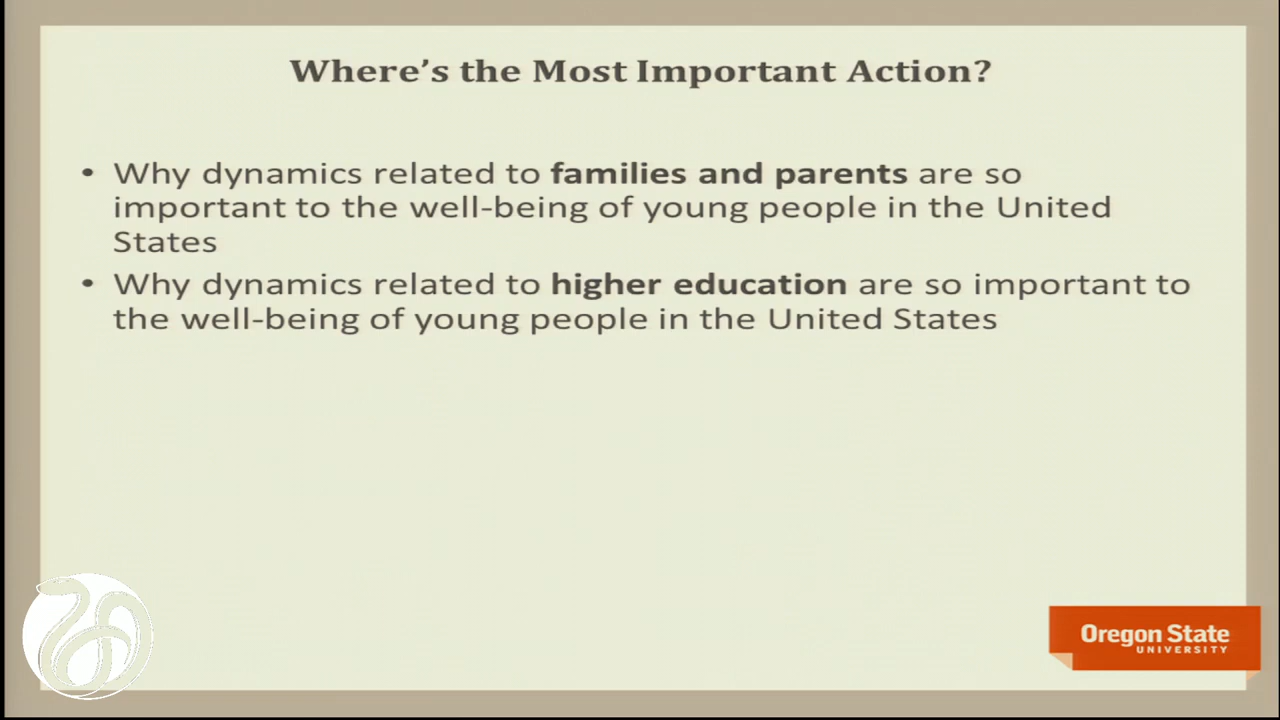 Where's the Most Important Action?
• Why dynamics related to families and parents are so
important to the well-being of young people in the United
States
• Why dynamics related to higher education are so important to
the well-being of young people in the United States
Oregon State
UNIVERSITY